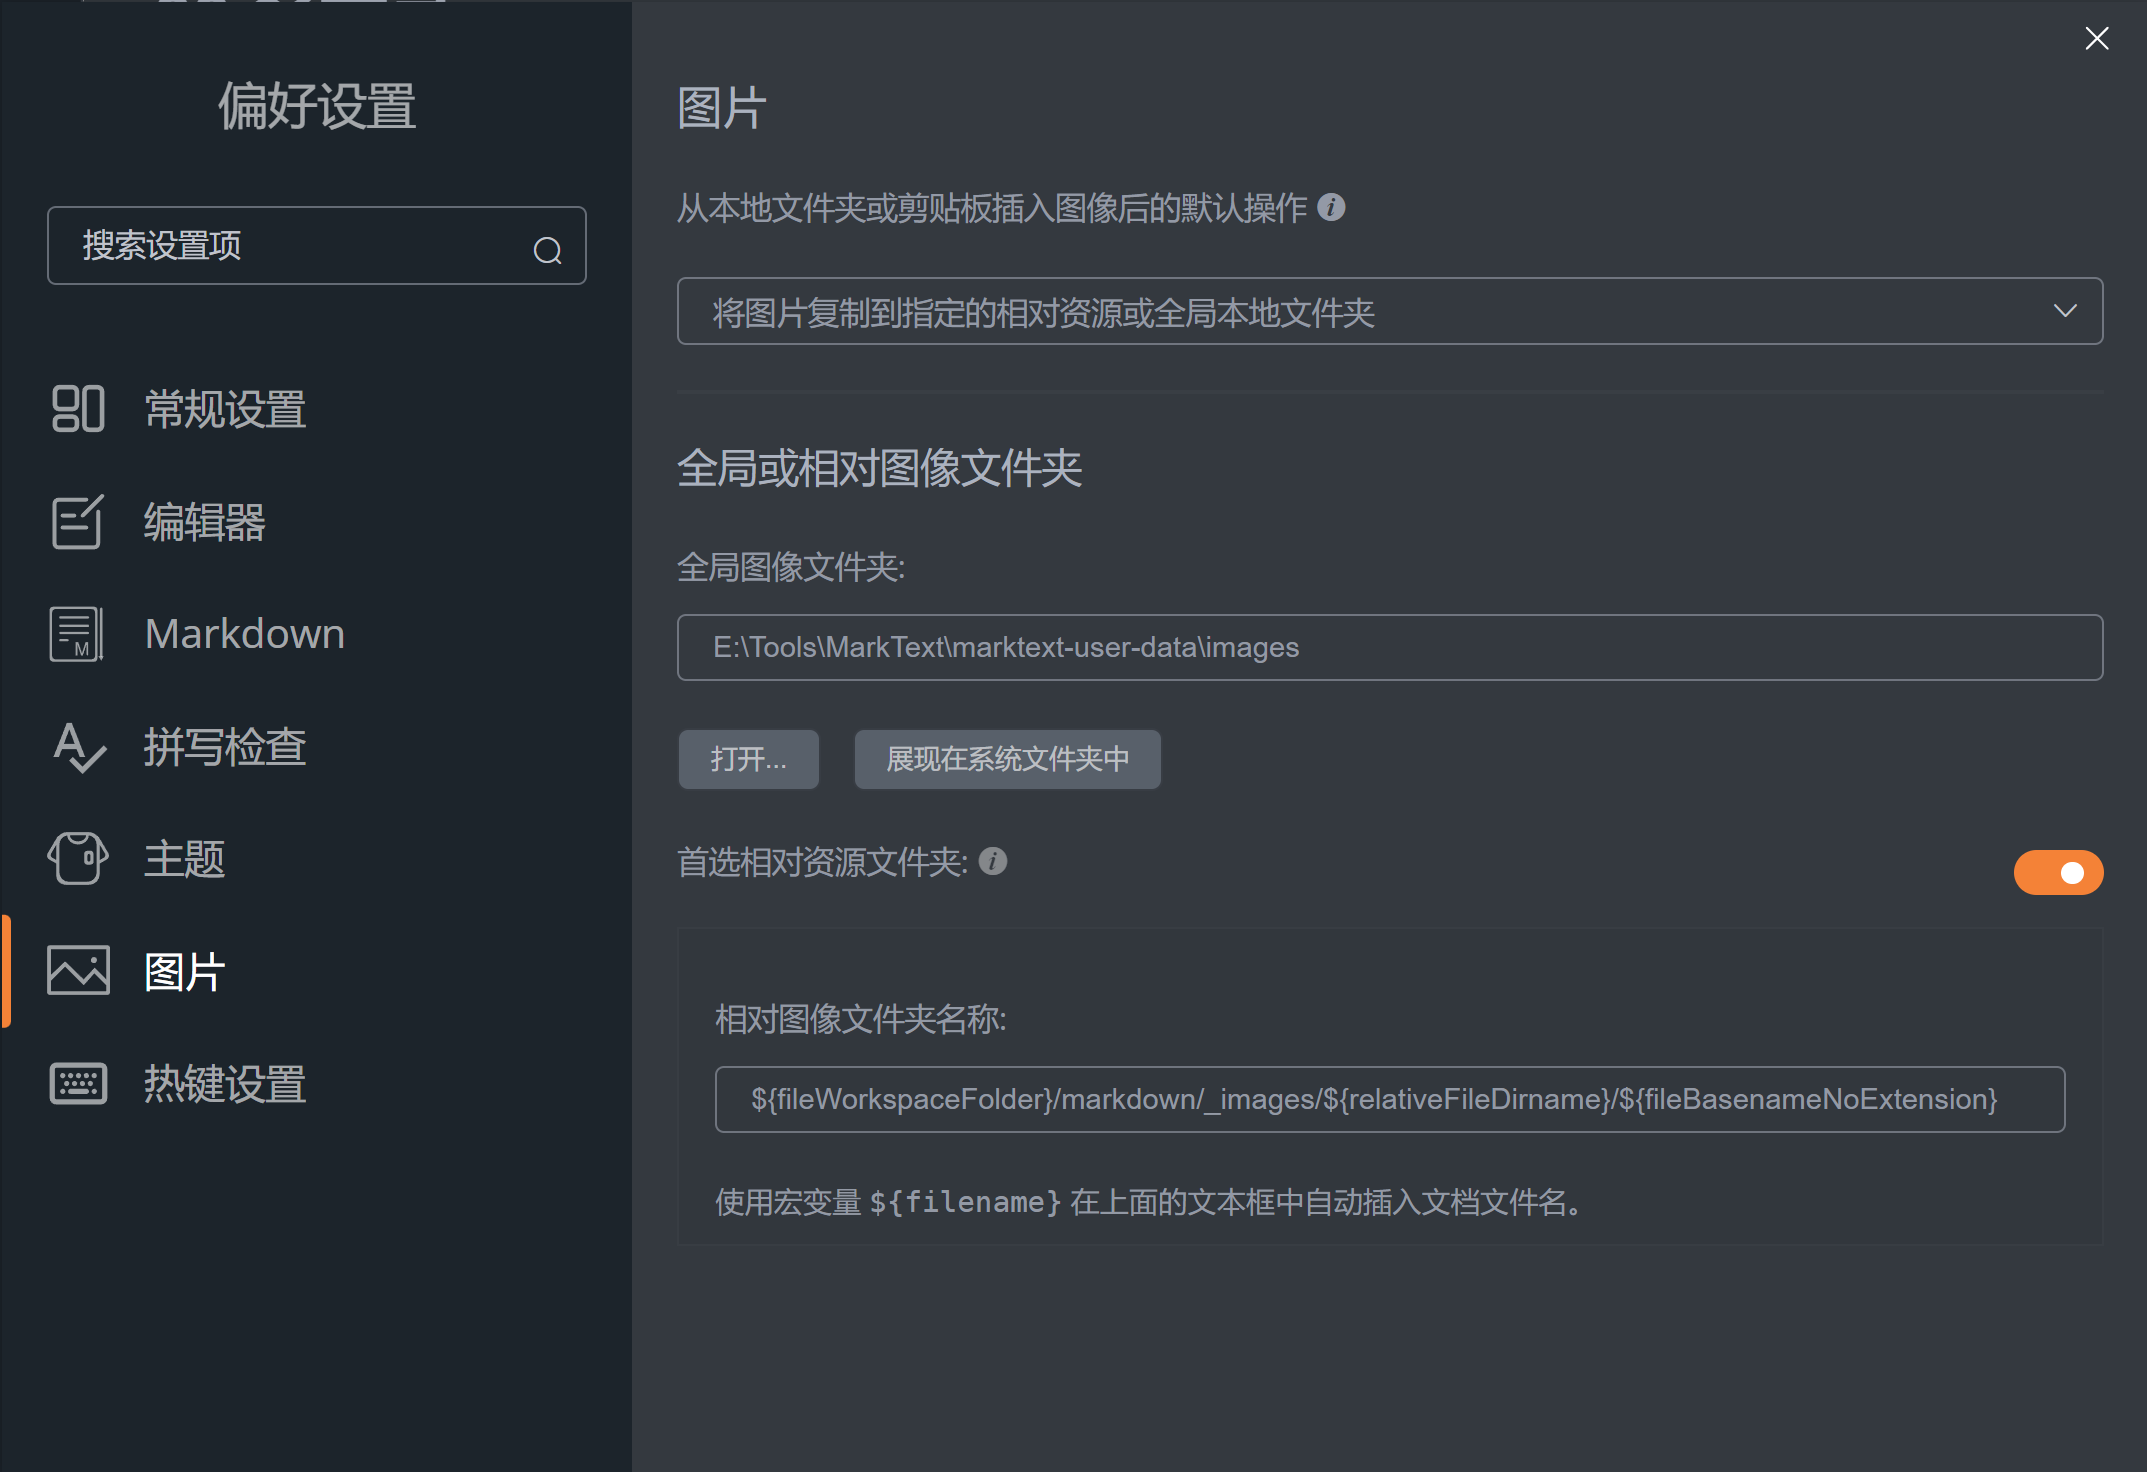 偏好设置
搜索设置项
常规设置
编辑器
Markdown
拼写检查
主题
图片
热键设置
图片
从本地文件夹或剪贴板插入图像后的默认操作
将图片复制到指定的相对资源或全局本地文件夹
全局或相对图像文件夹
全局图像文件夹:
E:\Tools\MarkText\marktext-user-data\images
打开... 展现在系统文件夹中
首选相对资源文件夹:
相对图像文件夹名称:
${fileWorkspaceFolder}/markdown/_images/${relativeFileDirname}/${fileBasenameNoExtension}
使用宏变量 ${filename} 在上面的文本框中自动插入文档文件名。